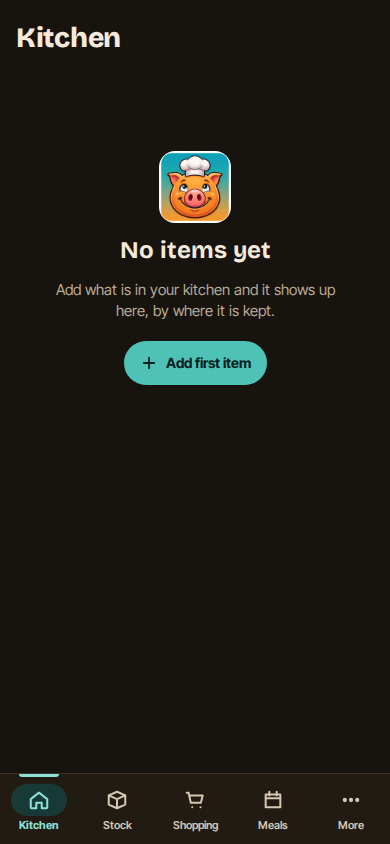 Kitchen
No items yet
Add what is in your kitchen and it shows up
here, by where it is kept.
Add first item
Kitchen
Stock
Shopping
Meals
More